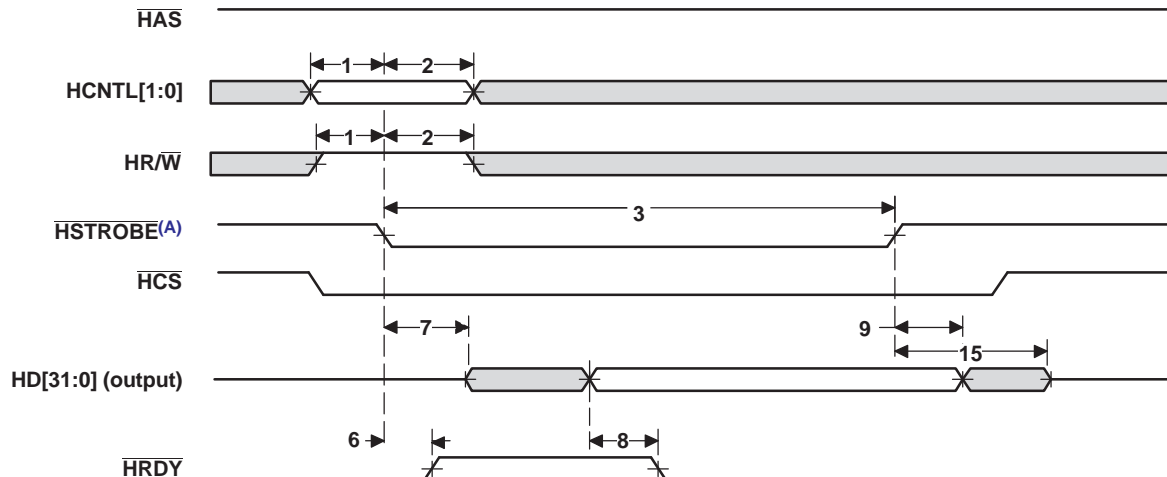 HAS
1 2
HCNTL[1:0]
1 2
HR/W
3
HSTROBE(A)
HCS
7 9
15
HD[31:0] (output)
6 8
HRDY